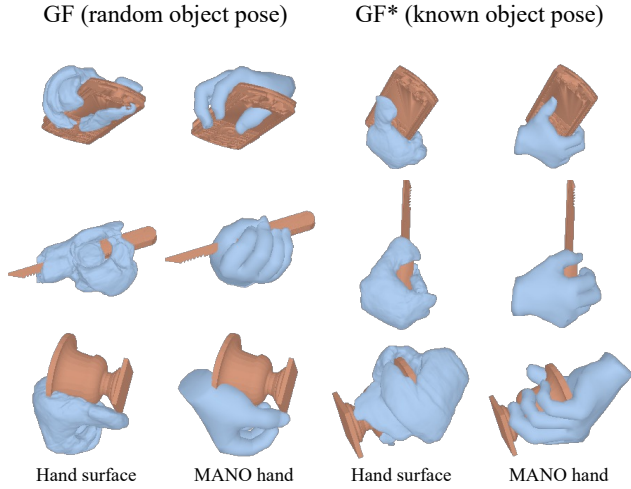 GF (random object pose) GF* (known object pose)
Hand surface MANO hand Hand surface MANO hand